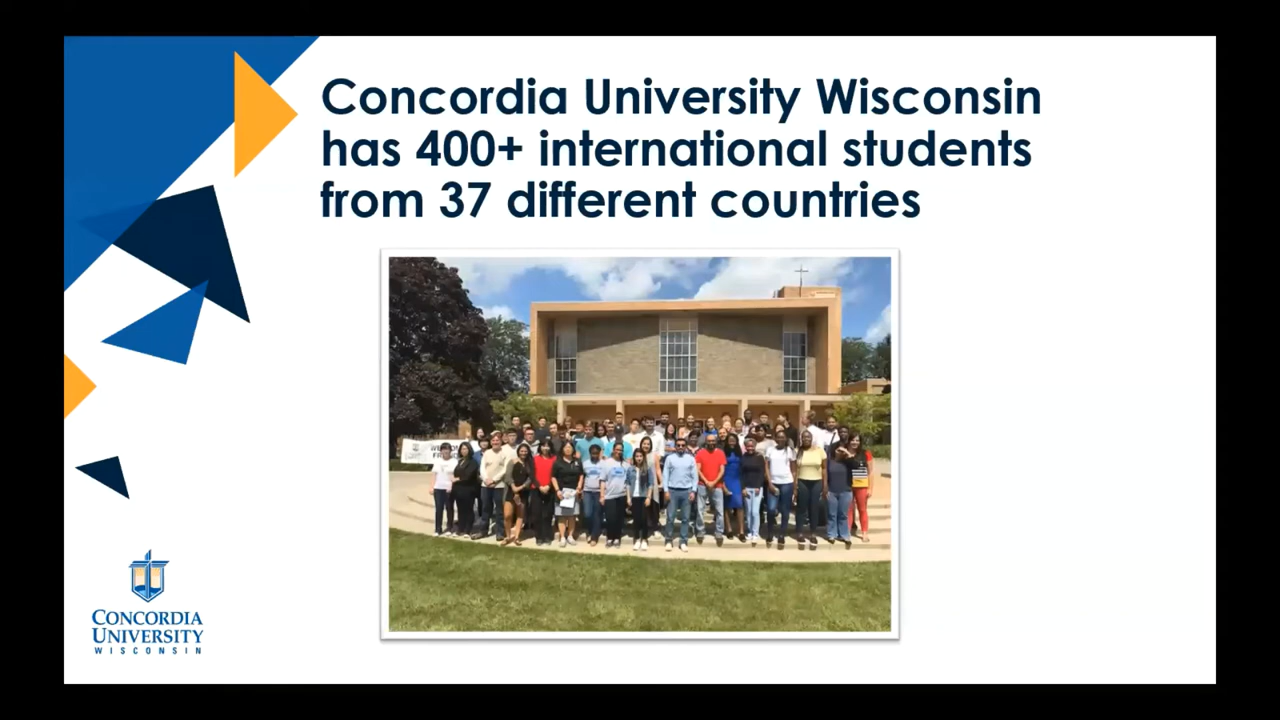 Concordia University Wisconsin
has 400+ international students
from 37 different countries
CONCORDIA
UNIVERSITY
WISCONSIN